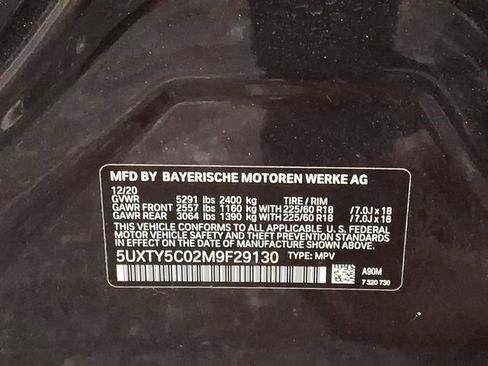 MFD BY BAYERISCHE MOTOREN WERKE AG
12/20
GVWR 5291 lbs 2400 kg TIRE / RIM
GAWR FRONT 2557 lbs 1160 kg WITH 225/60 R18 /7.0J x 18
GAWR REAR 3064 lbs 1390 kg WITH 225/60 R18 /7.0J x 18
THIS VEHICLE CONFORMS TO ALL APPLICABLE U.S. FEDERAL
MOTOR VEHICLE SAFETY, BUMPER, AND THEFT PREVENTION
STANDARDS IN EFFECT ON THE DATE OF MANUFACTURE SHOWN ABOVE.
5UXTY5C02M9F29130 TYPE: MPV
A90M
7 320 730